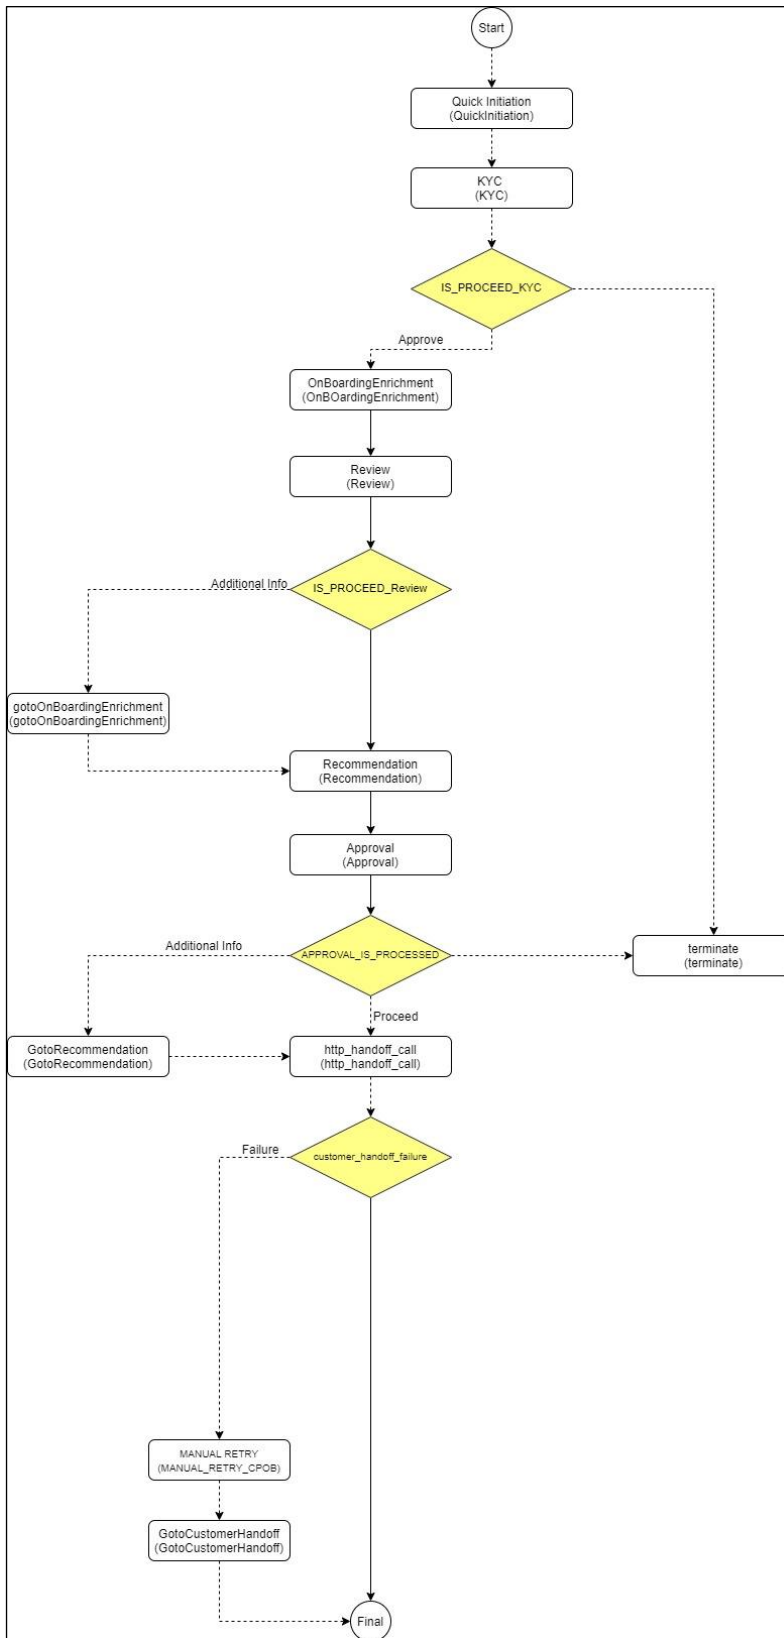 Start
Quick Initiation
(QuickInitiation)
KYC
(KYC)
IS_PROCEED_KYC
Approve
OnBoardingEnrichment
(OnBOardingEnrichment)
Review
(Review)
Additional Info
IS_PROCEED_Review
gotoOnBoardingEnrichment
(gotoOnBoardingEnrichment)
Recommendation
(Recommendation)
Approval
(Approval)
Additional Info
APPROVAL_IS_PROCESSED
terminate
(terminate)
Proceed
GotoRecommendation
(GotoRecommendation)
http_handoff_call
(http_handoff_call)
Failure
customer_handoff_failure
MANUAL RETRY
(MANUAL_RETRY_CPOB)
GotoCustomerHandoff
(GotoCustomerHandoff)
Final